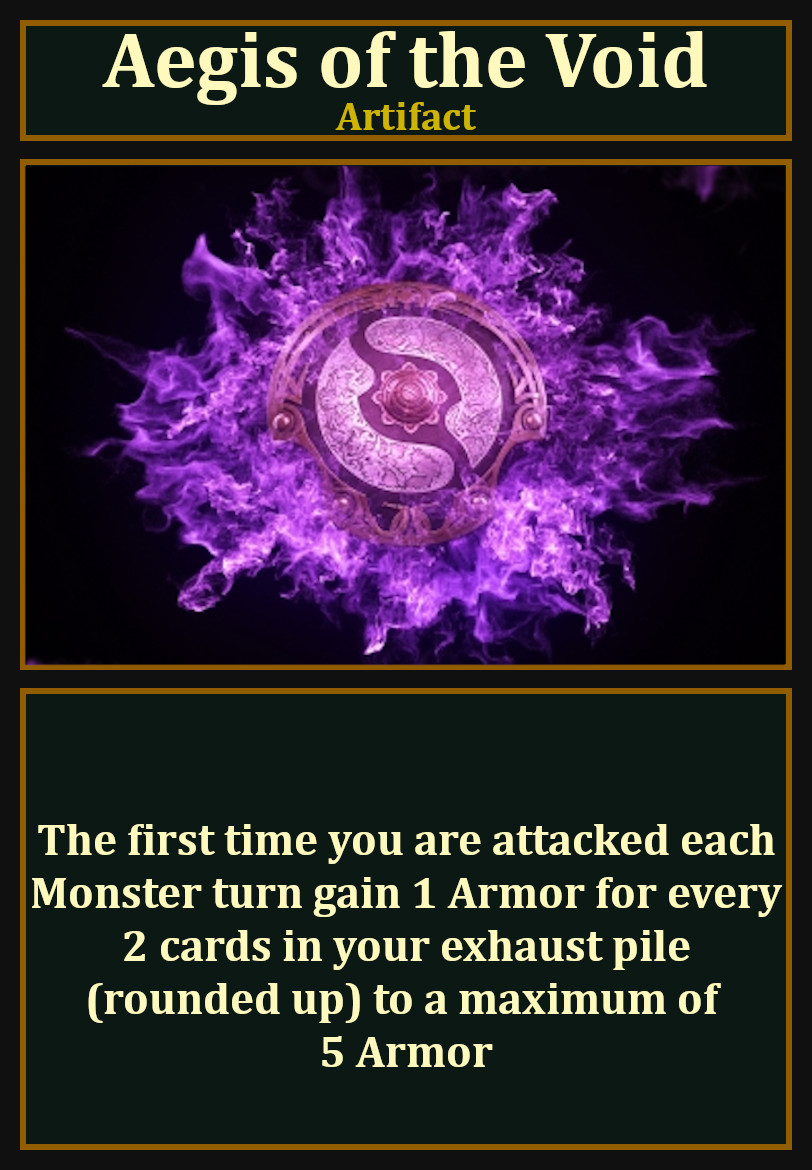 Aegis of the Void
Artifact
The first time you are attacked each
Monster turn gain 1 Armor for every
2 cards in your exhaust pile
(rounded up) to a maximum of
5 Armor